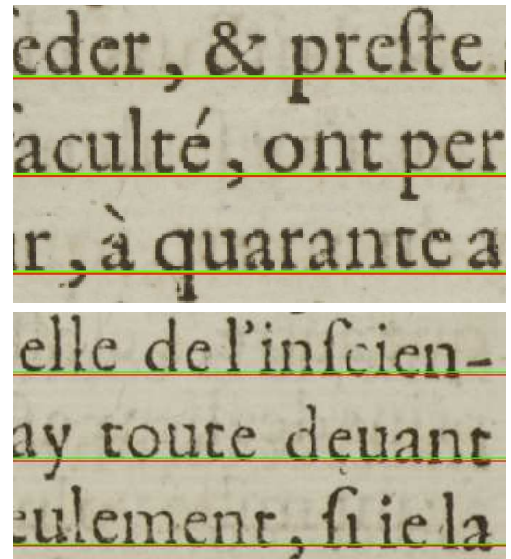 eder, & preſte
aculté, ont per
r, à quarante a
elle de l'inſcien-
ay toute deuant
eulement, ſi ie la